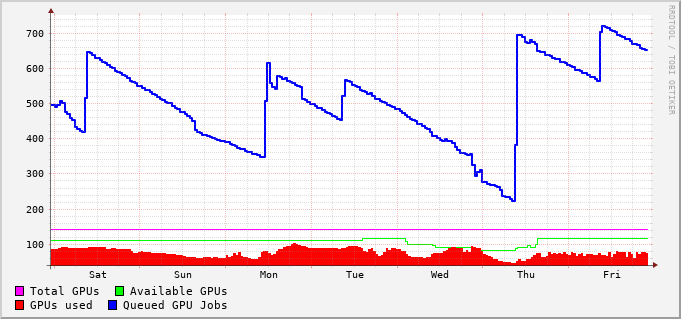 RRDTOOL / TOBI OETIKER
700
600
500
400
300
200
100
Sat Sun Mon Tue Wed Thu Fri
Total GPUs Available GPUs
GPUs used Queued GPU Jobs